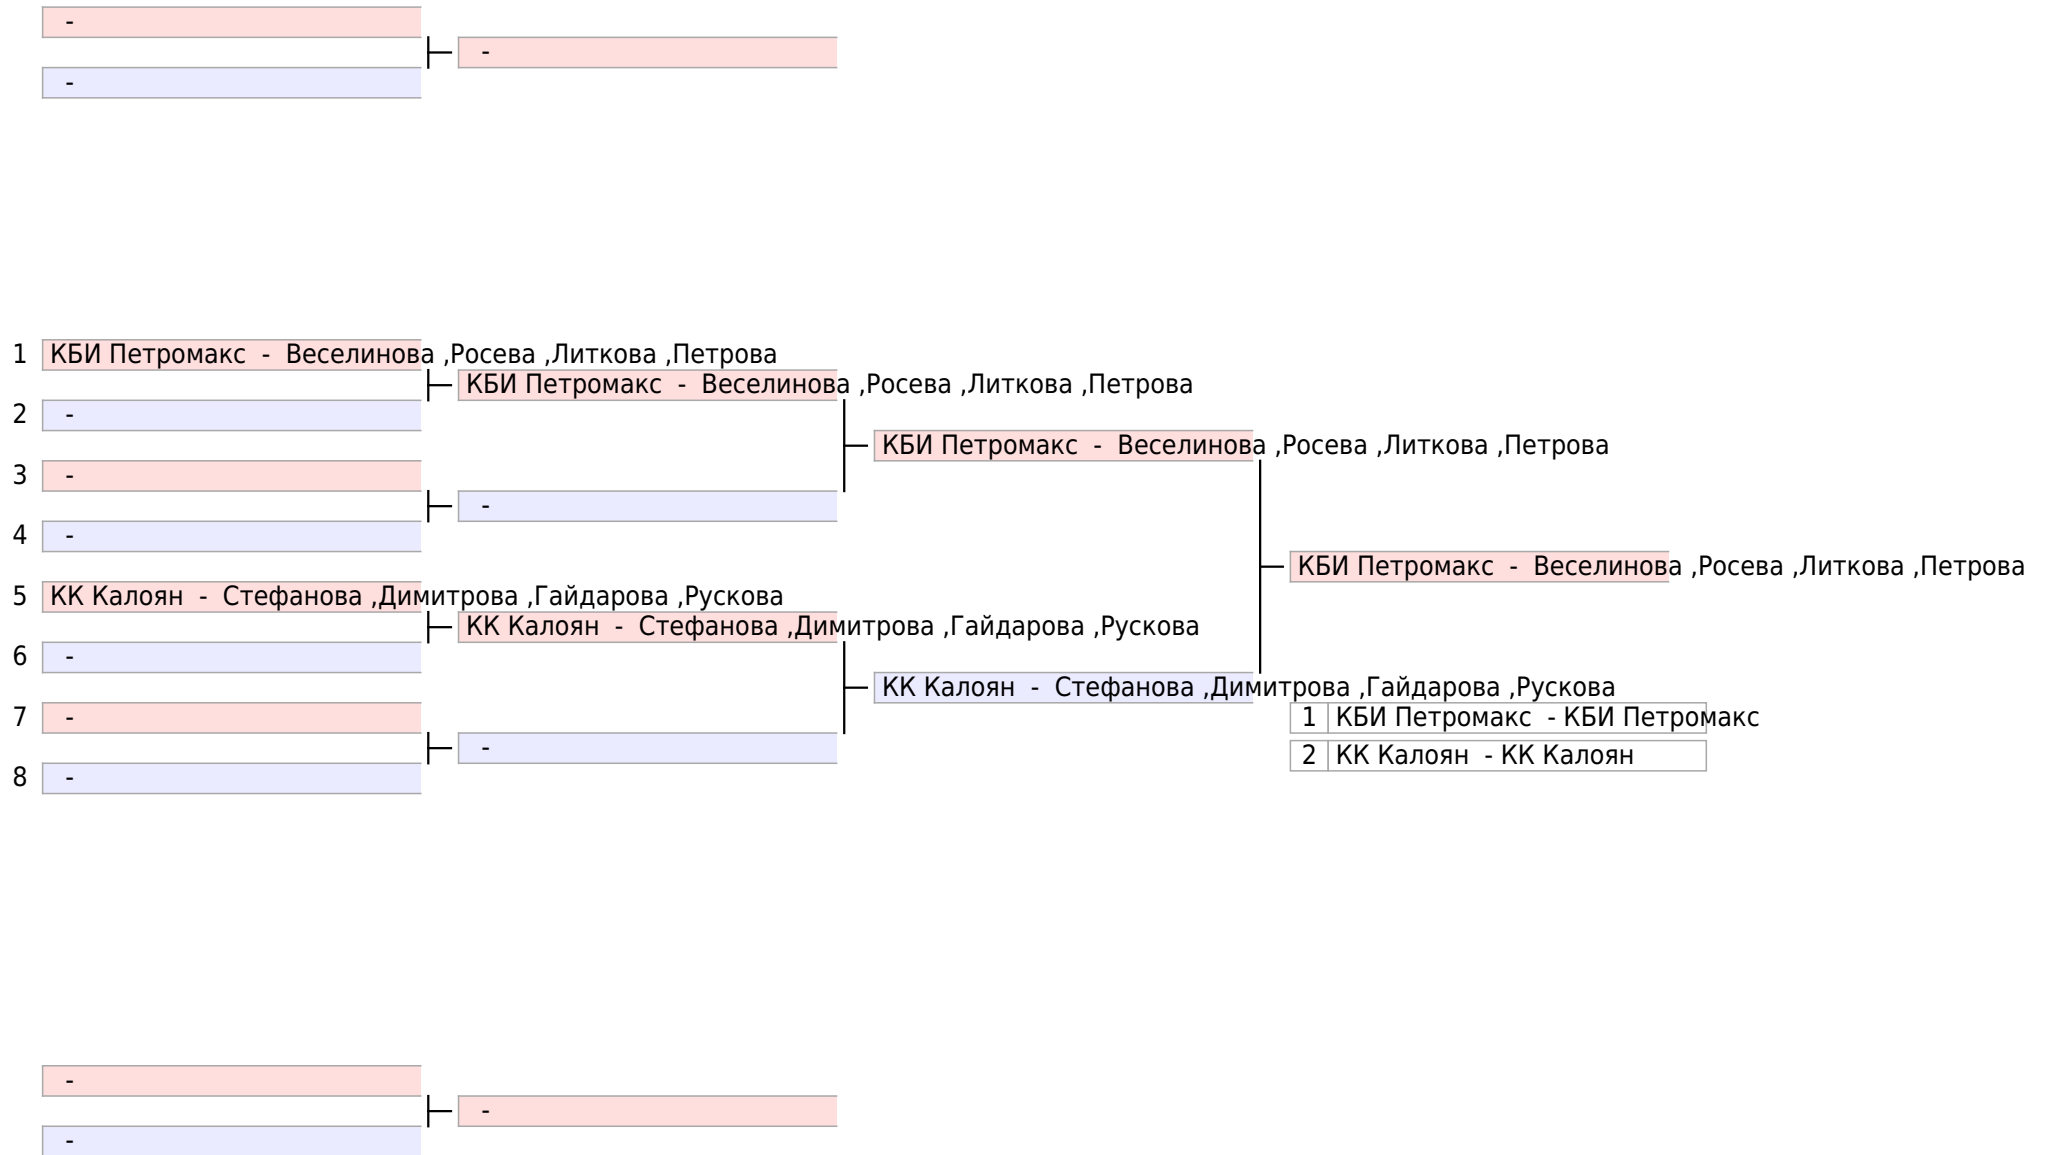 -
-
-
1 КБИ Петромакс - Веселинова ,Росева ,Литкова ,Петрова
КБИ Петромакс - Веселинова ,Росева ,Литкова ,Петрова
2 -
КБИ Петромакс - Веселинова ,Росева ,Литкова ,Петрова
3 -
-
4 -
КБИ Петромакс - Веселинова ,Росева ,Литкова ,Петрова
5 КК Калоян - Стефанова ,Димитрова ,Гайдарова ,Рускова
КК Калоян - Стефанова ,Димитрова ,Гайдарова ,Рускова
6 -
КК Калоян - Стефанова ,Димитрова ,Гайдарова ,Рускова
7 -
1 КБИ Петромакс - КБИ Петромакс
-
2 КК Калоян - КК Калоян
8 -
-
-
-